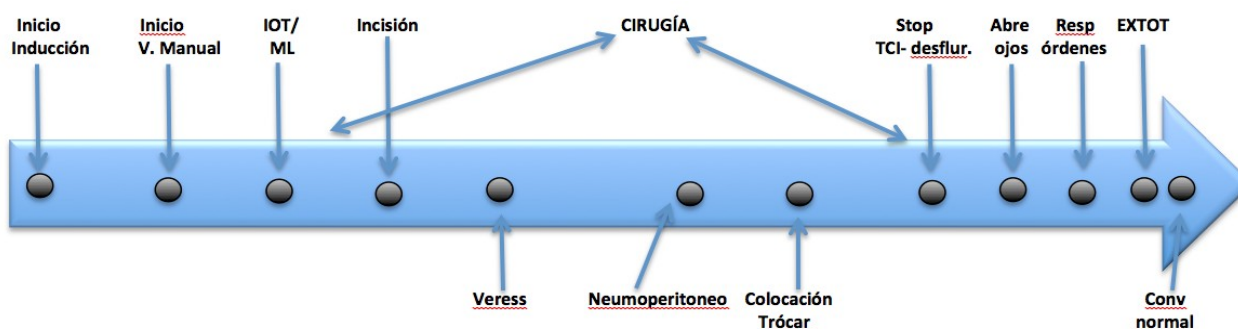 Inicio
Inducción
Inicio
V. Manual
IOT/
ML
Incisión
CIRUGÍA
Stop
TCI- desflur.
Abre
ojos
Resp
órdenes
EXTOT
Veress
Neumoperitoneo
Colocación
Trócar
Conv
normal